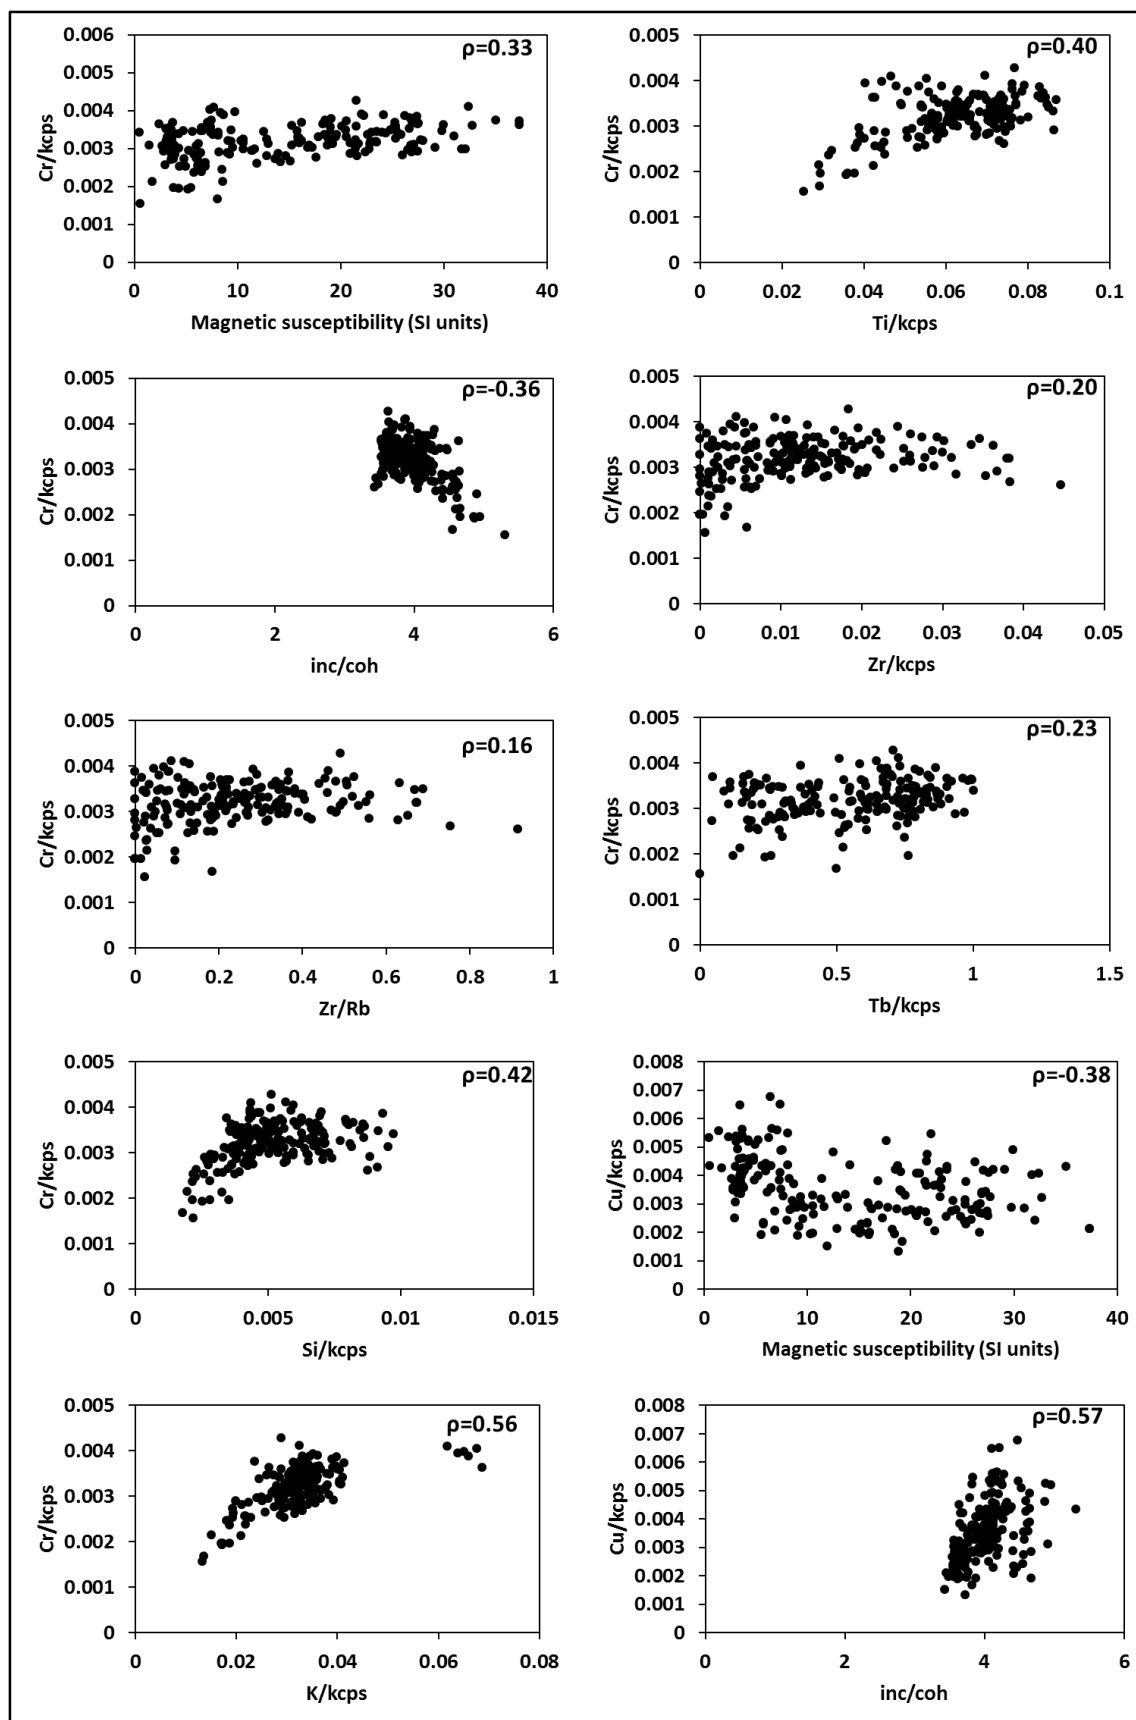 ρ=0.33
Cr/kcps
0.006
0.005
0.004
0.003
0.002
0.001
0
0 10 20 30 40
Magnetic susceptibility (SI units)
ρ=0.40
Cr/kcps
0.005
0.004
0.003
0.002
0.001
0
0 0.02 0.04 0.06 0.08 0.1
Ti/kcps
ρ=-0.36
Cr/kcps
0.005
0.004
0.003
0.002
0.001
0
0 2 4 6
inc/coh
ρ=0.20
Cr/kcps
0.005
0.004
0.003
0.002
0.001
0
0 0.01 0.02 0.03 0.04 0.05
Zr/kcps
ρ=0.16
Cr/kcps
0.005
0.004
0.003
0.002
0.001
0
0 0.2 0.4 0.6 0.8 1
Zr/Rb
ρ=0.23
Cr/kcps
0.005
0.004
0.003
0.002
0.001
0
0 0.5 1 1.5
Tb/kcps
ρ=0.42
Cr/kcps
0.005
0.004
0.003
0.002
0.001
0
0 0.005 0.01 0.015
Si/kcps
ρ=-0.38
Cu/kcps
0.008
0.007
0.006
0.005
0.004
0.003
0.002
0.001
0
0 10 20 30 40
Magnetic susceptibility (SI units)
ρ=0.56
Cr/kcps
0.005
0.004
0.003
0.002
0.001
0
0 0.02 0.04 0.06 0.08
K/kcps
ρ=0.57
Cu/kcps
0.008
0.007
0.006
0.005
0.004
0.003
0.002
0.001
0
0 2 4 6
inc/coh